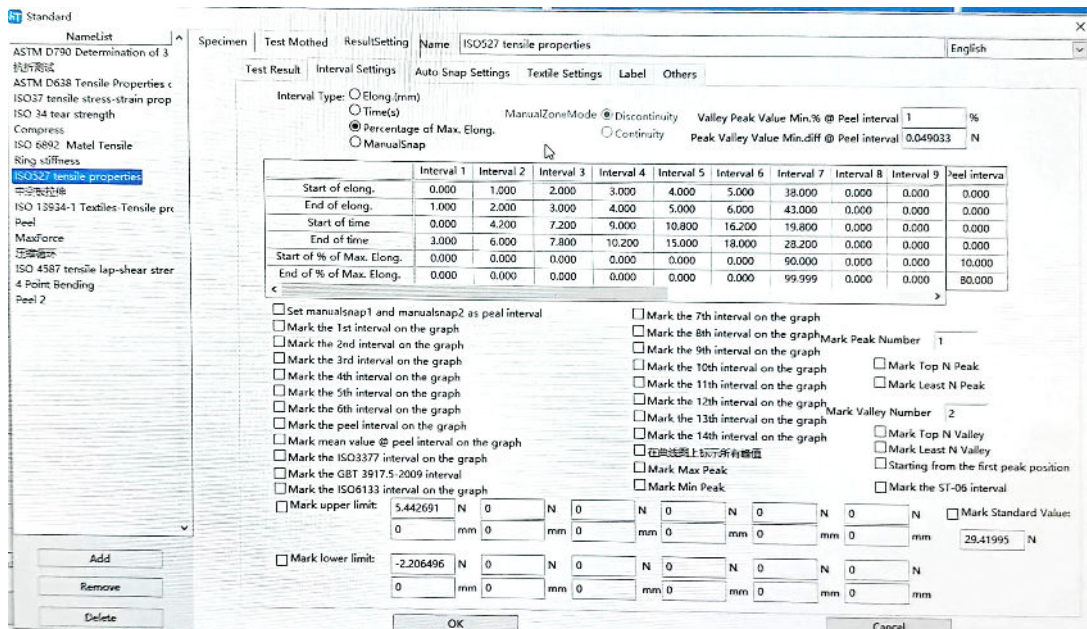 Standard
NameList
ASTM D790 Determination of 3
抗折测试
ASTM D638 Tensile Properties c
ISO37 tensile stress-strain prop
ISO 34 tear strength
Compress
ISO 6892 Matel Tensile
Ring stiffness
ISO527 tensile properties
中空板拉伸
ISO 13934-1 Textiles-Tensile pro
Peel
MaxForce
压缩循环
ISO 4587 tensile lap-shear strer
4 Point Bending
Peel 2
Add
Remove
Delete
Specimen Test Mothed ResultSetting Name ISO527 tensile properties English
Test Result Interval Settings Auto Snap Settings Textile Settings Label Others
Interval Type: Elong.(mm)
Time(s)
Percentage of Max. Elong.
ManualSnap
ManualZoneMode Discontinuity
Continuity
Valley Peak Value Min.% @ Peel interval 1 %
Peak Valley Value Min.diff @ Peel interval 0.049033 N
Interval 1 Interval 2 Interval 3 Interval 4 Interval 5 Interval 6 Interval 7 Interval 8 Interval 9 Peel interva
Start of elong. 0.000 1.000 2.000 3.000 4.000 5.000 38.000 0.000 0.000 0.000
End of elong. 1.000 2.000 3.000 4.000 5.000 6.000 43.000 0.000 0.000 0.000
Start of time 0.000 4.200 7.200 9.000 10.800 16.200 19.800 0.000 0.000 0.000
End of time 3.000 6.000 7.800 10.200 15.000 18.000 28.200 0.000 0.000 0.000
Start of % of Max. Elong. 0.000 0.000 0.000 0.000 0.000 0.000 90.000 0.000 0.000 10.000
End of % of Max. Elong. 0.000 0.000 0.000 0.000 0.000 0.000 99.999 0.000 0.000 80.000
Set manualsnap1 and manualsnap2 as peal interval
Mark the 1st interval on the graph
Mark the 2nd interval on the graph
Mark the 3rd interval on the graph
Mark the 4th interval on the graph
Mark the 5th interval on the graph
Mark the 6th interval on the graph
Mark the peel interval on the graph
Mark mean value @ peel interval on the graph
Mark the ISO3377 interval on the graph
Mark the GBT 3917.5-2009 interval
Mark the ISO6133 interval on the graph
Mark the 7th interval on the graph
Mark the 8th interval on the graph
Mark the 9th interval on the graph
Mark the 10th interval on the graph
Mark the 11th interval on the graph
Mark the 12th interval on the graph
Mark the 13th interval on the graph
Mark the 14th interval on the graph
在曲线图上标示所有峰值
Mark Max Peak
Mark Min Peak
Mark Peak Number 1
Mark Top N Peak
Mark Least N Peak
Mark Valley Number 2
Mark Top N Valley
Mark Least N Valley
Starting from the first peak position
Mark the ST-06 interval
Mark upper limit: 5.442691 N 0 N 0 N 0 N 0 N 0 N
0 mm 0 mm 0 mm 0 mm 0 mm 0 mm
Mark Standard Value:
29.41995 N
Mark lower limit: -2.206496 N 0 N 0 N 0 N 0 N 0 N
0 mm 0 mm 0 mm 0 mm 0 mm 0 mm
OK Cancel